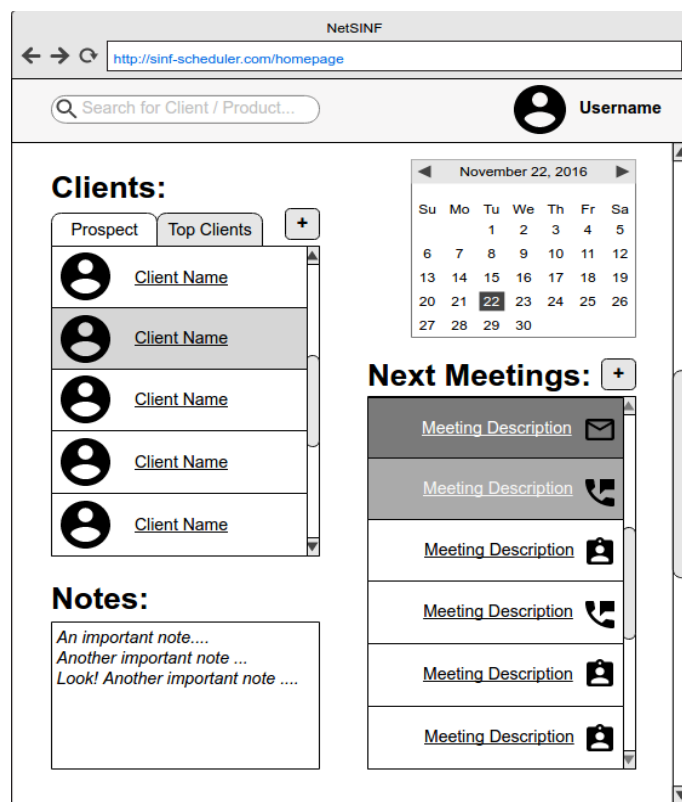 NetSINF
http://sinf-scheduler.com/homepage
Search for Client / Product...
Username
Clients:
Prospect
Top Clients
+
Client Name
Client Name
Client Name
Client Name
Client Name
Notes:
An important note....
Another important note ...
Look! Another important note ....
November 22, 2016
Su Mo Tu We Th Fr Sa
1 2 3 4 5
6 7 8 9 10 11 12
13 14 15 16 17 18 19
20 21 22 23 24 25 26
27 28 29 30
Next Meetings:
+
Meeting Description
Meeting Description
Meeting Description
Meeting Description
Meeting Description
Meeting Description